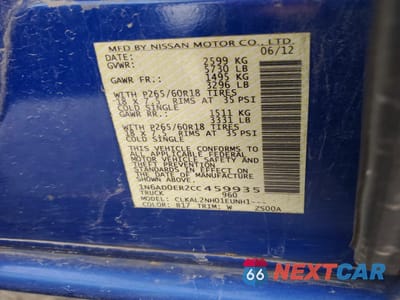 MFD BY NISSAN MOTOR CO., LTD.
DATE: 06/12
GVWR: 2599 KG
5730 LB
GAWR FR.: 1495 KG
3296 LB
WITH P265/60R18 TIRES
18 X 7.5J RIMS AT 35 PSI
COLD SINGLE
GAWR RR.: 1511 KG
3331 LB
WITH P265/60R18 TIRES
18 X 7.5J RIMS AT 35 PSI
COLD SINGLE
THIS VEHICLE CONFORMS TO ALL
APPLICABLE FEDERAL MOTOR VEHICLE
SAFETY AND THEFT PREVENTION
STANDARDS IN EFFECT ON THE DATE OF
MANUFACTURE SHOWN ABOVE.
1N6AD0ER2CC459935
TRUCK 960
MODEL: CLKALZNHD1EUNH1---
COLOR: B17 TRIM: W ZS00A
66 NEXTCAR